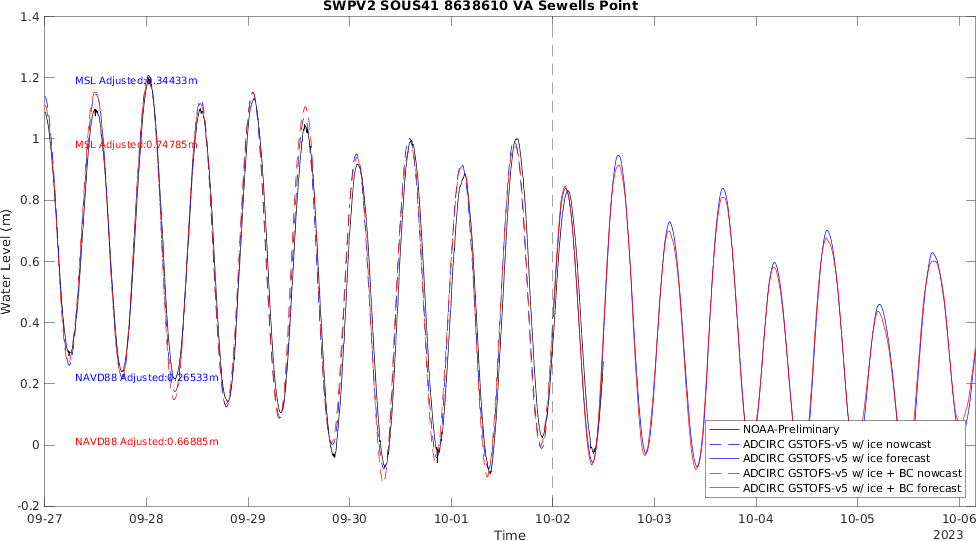 SWPV2 SOUS41 8638610 VA Sewells Point
1.4
1.2
1
0.8
0.6
0.4
0.2
0
-0.2
Water Level (m)
MSL Adjusted:0.34433m
MSL Adjusted:0.74785m
NAVD88 Adjusted:0.26533m
NAVD88 Adjusted:0.66885m
NOAA-Preliminary
ADCIRC GSTOFS-v5 w/ ice nowcast
ADCIRC GSTOFS-v5 w/ ice forecast
ADCIRC GSTOFS-v5 w/ ice + BC nowcast
ADCIRC GSTOFS-v5 w/ ice + BC forecast
09-27 09-28 09-29 09-30 10-01 10-02 10-03 10-04 10-05 10-06
Time
2023